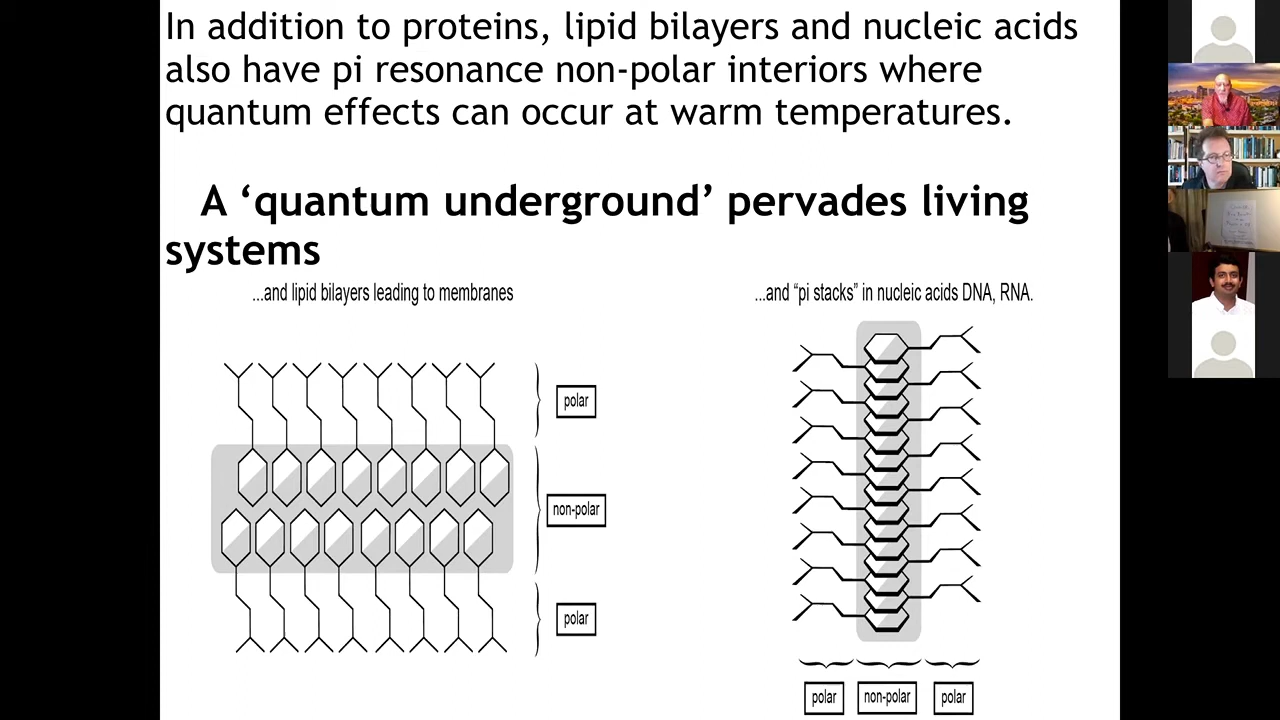 In addition to proteins, lipid bilayers and nucleic acids
also have pi resonance non-polar interiors where
quantum effects can occur at warm temperatures.
A ‘quantum underground’ pervades living
systems
...and lipid bilayers leading to membranes
...and “pi stacks” in nucleic acids DNA, RNA.
polar
non-polar
polar
polar
non-polar
polar